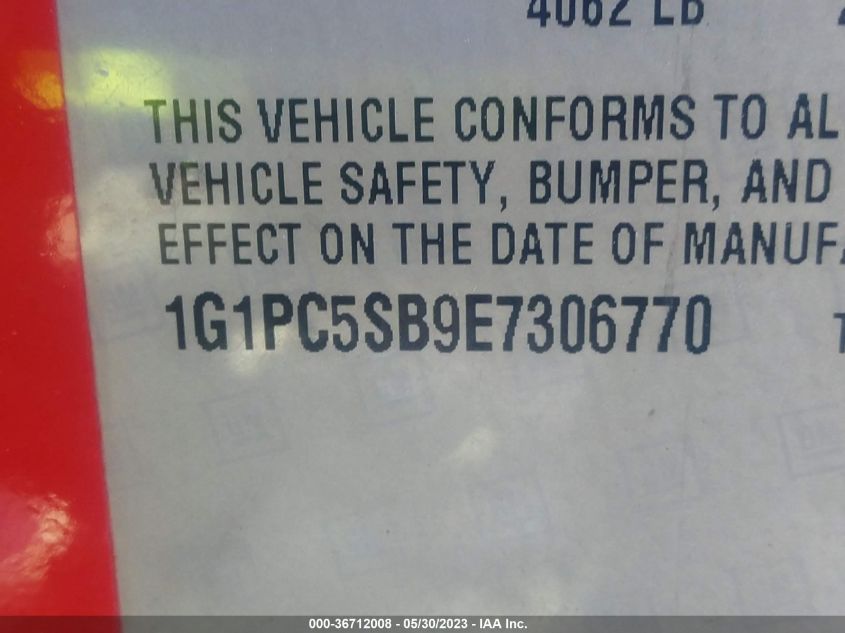 4062 LB
THIS VEHICLE CONFORMS TO AL
VEHICLE SAFETY, BUMPER, AND
EFFECT ON THE DATE OF MANUF
1G1PC5SB9E7306770 T
000-36712008 - 05/30/2023 - IAA Inc.